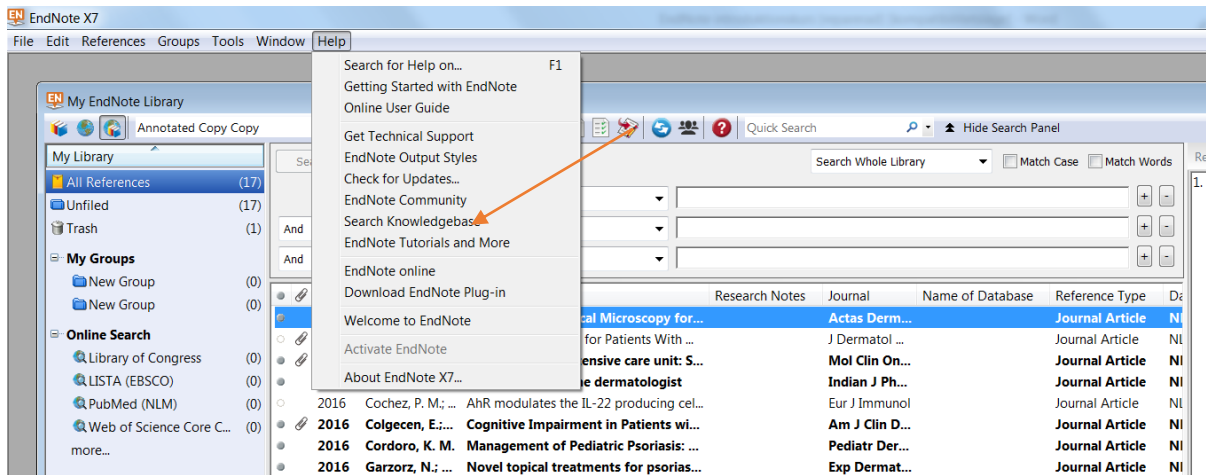 EndNote X7
File Edit References Groups Tools Window Help
Search for Help on... F1
Getting Started with EndNote
Online User Guide
Get Technical Support
EndNote Output Styles
Check for Updates...
EndNote Community
Search Knowledgebase
EndNote Tutorials and More
EndNote online
Download EndNote Plug-in
Welcome to EndNote
Activate EndNote
About EndNote X7...
My EndNote Library
Annotated Copy Copy
Quick Search
Hide Search Panel
My Library
All References (17)
Unfiled (17)
Trash (1)
My Groups
New Group (0)
New Group (0)
Online Search
Library of Congress (0)
LISTA (EBSCO) (0)
PubMed (NLM) (0)
Web of Science Core C... (0)
more...
Search Whole Library Match Case Match Words
And
And
1.
Research Notes Journal Name of Database Reference Type
cal Microscopy for... Actas Derm... Journal Article
for Patients With ... J Dermatol ... Journal Article
ensive care unit: S... Mol Clin On... Journal Article
e dermatologist Indian J Ph... Journal Article
2016 Cochez, P. M.; ... AhR modulates the IL-22 producing cel... Eur J Immunol Journal Article
2016 Colgecen, E.;... Cognitive Impairment in Patients wi... Am J Clin D... Journal Article
2016 Cordoro, K. M. Management of Pediatric Psoriasis: ... Pediatr Der... Journal Article
2016 Garzorz, N.; ... Novel topical treatments for psorias... Exp Dermat... Journal Article